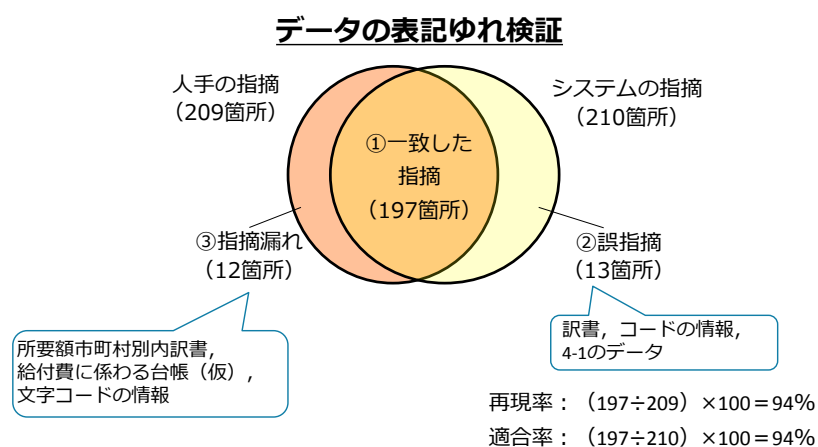 データの表記ゆれ検証
人手の指摘
（209箇所）
システムの指摘
（210箇所）
①一致した
指摘
（197箇所）
③指摘漏れ
（12箇所）
②誤指摘
（13箇所）
所要額市町村別内訳書，
給付費に係わる台帳（仮），
文字コードの情報
訳書，コードの情報，
4-1のデータ
再現率：（197÷209）×100＝94%
適合率：（197÷210）×100＝94%